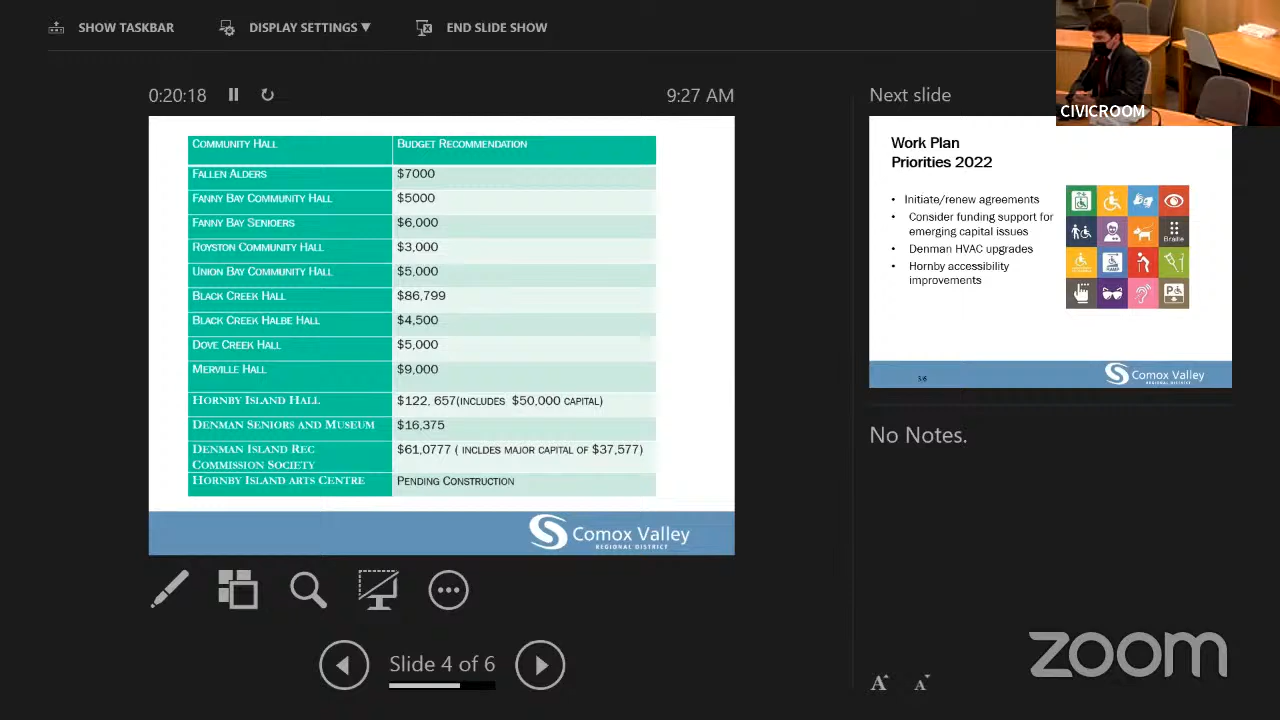 SHOW TASKBAR
DISPLAY SETTINGS ▼
END SLIDE SHOW
0:20:18
9:27 AM
Next slide
CIVICROOM
COMMUNITY HALL BUDGET RECOMMENDATION
FALLEN ALDERS $7000
FANNY BAY COMMUNITY HALL $5000
FANNY BAY SENIOERS $6,000
ROYSTON COMMUNITY HALL $3,000
UNION BAY COMMUNITY HALL $5,000
BLACK CREEK HALL $86,799
BLACK CREEK HALBE HALL $4,500
DOVE CREEK HALL $5,000
MERVILLE HALL $9,000
HORNBY ISLAND HALL $122, 657(INCLUDES $50,000 CAPITAL)
DENMAN SENIORS AND MUSEUM $16,375
DENMAN ISLAND REC $61,0777 ( INCLDES MAJOR CAPITAL OF $37,577)
COMMISSION SOCIETY
HORNBY ISLAND ARTS CENTRE PENDING CONSTRUCTION
Comox Valley
REGIONAL DISTRICT
Work Plan
Priorities 2022
• Initiate/renew agreements
• Consider funding support for
emerging capital issues
• Denman HVAC upgrades
• Hornby accessibility
improvements
Braille
Comox Valley
REGIONAL DISTRICT
No Notes.
Slide 4 of 6
A A
zoom